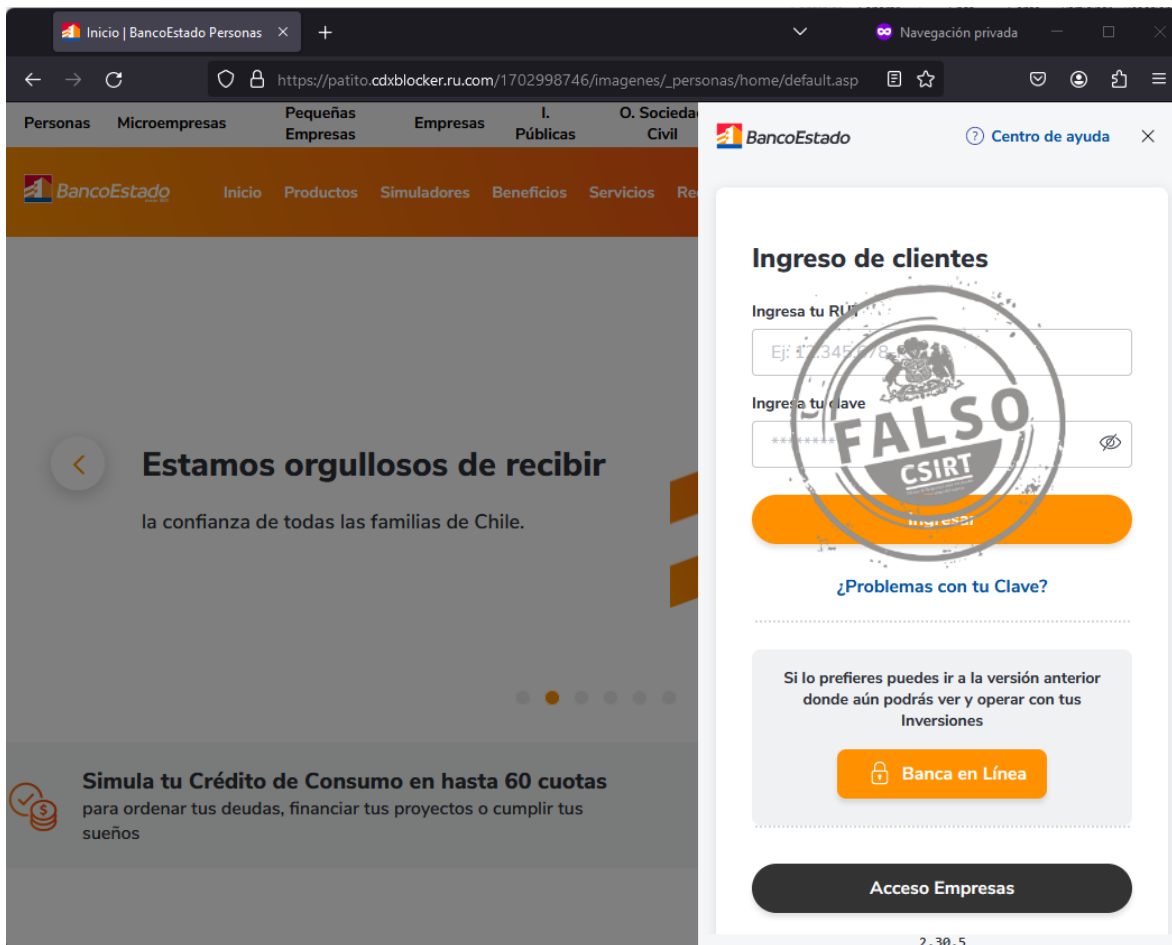 Inicio | BancoEstado Personas
Navegación privada
https://patito.cdxblocker.ru.com/1702998746/imagenes/_personas/home/default.asp
Personas
Microempresas
Pequeñas
Empresas
Empresas
I.
Públicas
O. Socieda
Civil
BancoEstado
Inicio
Productos
Simuladores
Beneficios
Servicios
Re
Estamos orgullosos de recibir
la confianza de todas las familias de Chile.
Simula tu Crédito de Consumo en hasta 60 cuotas
para ordenar tus deudas, financiar tus proyectos o cumplir tus
sueños
BancoEstado
Centro de ayuda
Ingreso de clientes
Ingresa tu RUT
Ej:
Ingresa tu clave
********
FALSO
CSIRT
Ingresar
¿Problemas con tu Clave?
Si lo prefieres puedes ir a la versión anterior
donde aún podrás ver y operar con tus
Inversiones
Banca en Línea
Acceso Empresas
2.30.5